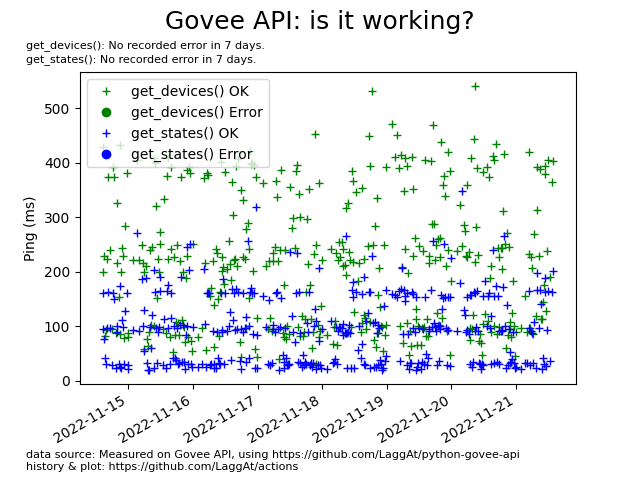 Govee API: is it working?
get_devices(): No recorded error in 7 days.
get_states(): No recorded error in 7 days.
get_devices() OK
get_devices() Error
get_states() OK
get_states() Error
Ping (ms)
500
400
300
200
100
0
2022-11-15
2022-11-16
2022-11-17
2022-11-18
2022-11-19
2022-11-20
2022-11-21
data source: Measured on Govee API, using https://github.com/LaggAt/python-govee-api
history & plot: https://github.com/LaggAt/actions